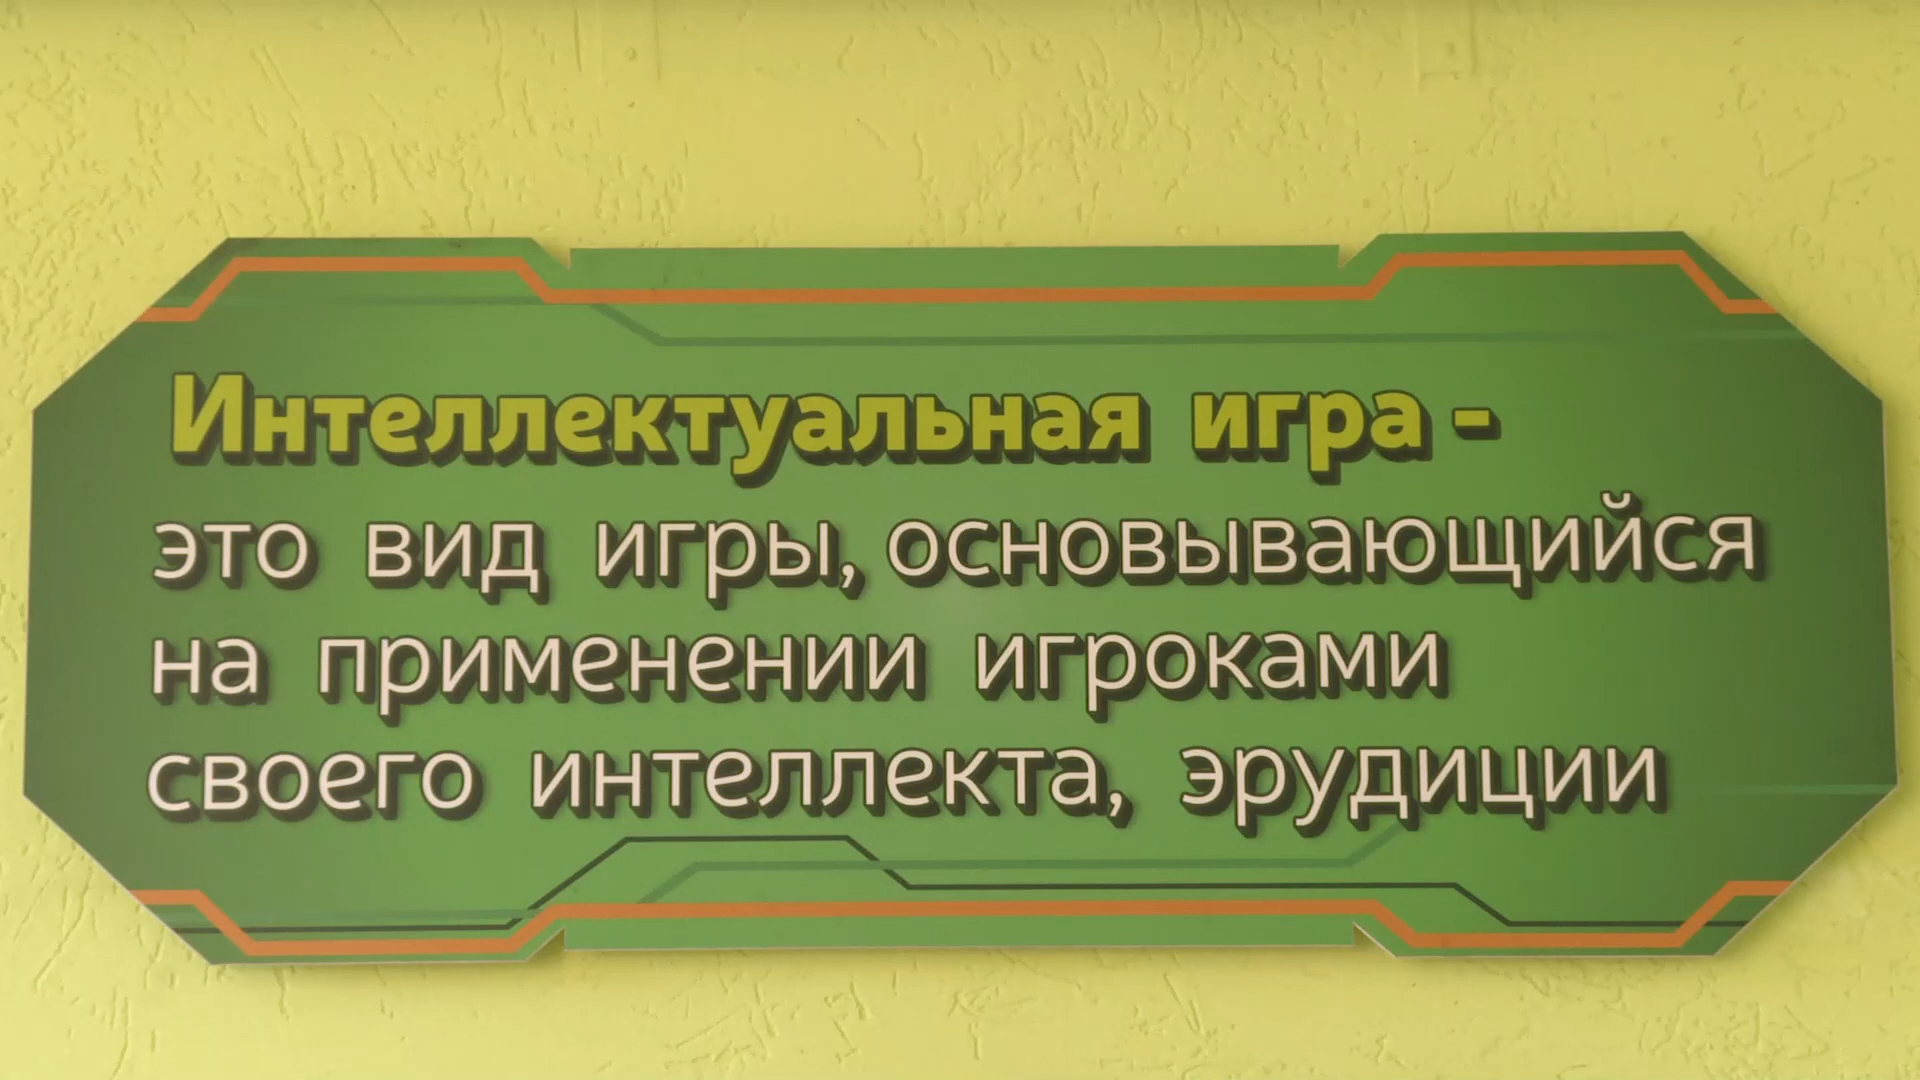 Интеллектуальная игра -
это вид игры, основывающийся
на применении игроками
своего интеллекта, эрудиции